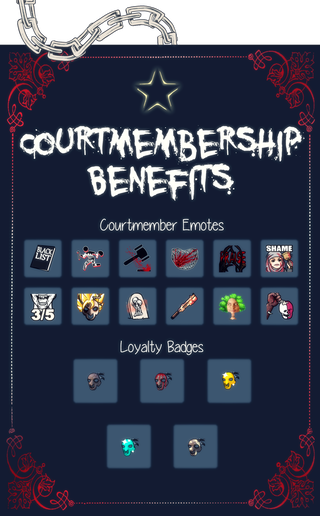 COURTMEMBERSHIP
BENEFITS
Courtmember Emotes
BLACK
LIST
SHAME
3/5
Loyalty Badges